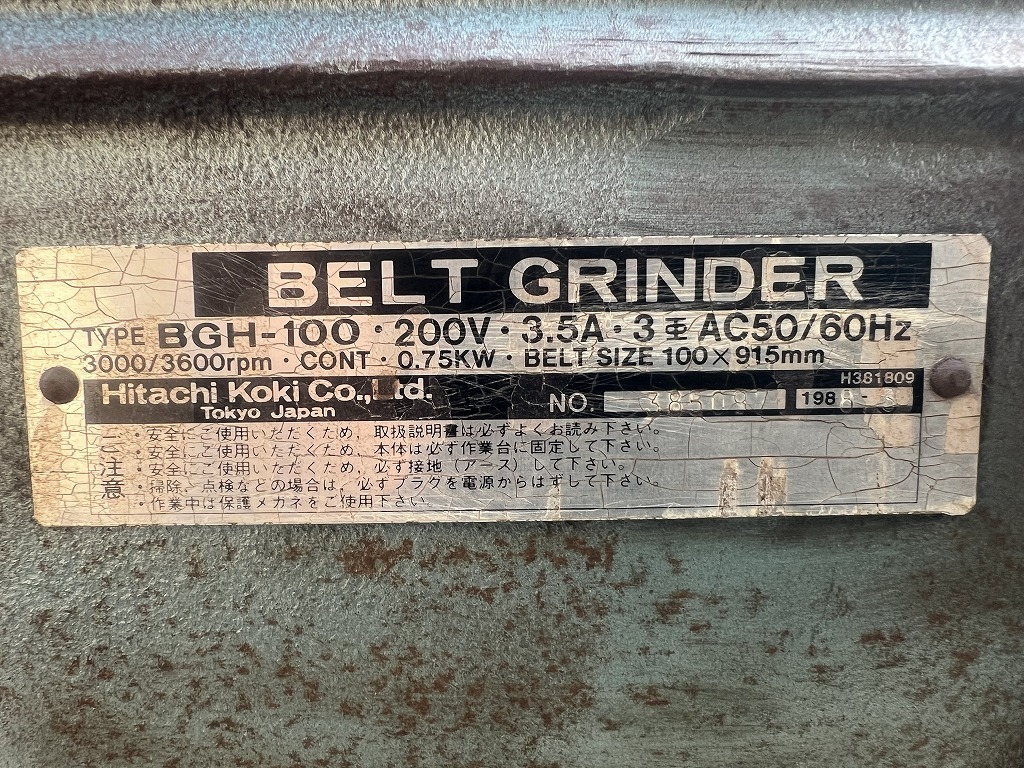 BELT GRINDER
TYPE BGH-100・200V・3.5A・3 AC50/60Hz
3000/3600rpm・CONT・0.75KW・BELT SIZE 100×915mm
H381809
Hitachi Koki Co., Ltd.
Tokyo Japan
NO. 198
ご注意
・安全にご使用いただくため、取扱説明書は必ずよくお読み下さい。
・安全にご使用いただくため、本体は必ず作業台に固定して下さい。
・安全にご使用いただくため、必ず接地(アース)して下さい。
・掃除、点検などの場合は、必ずプラグを電源からはずして下さい。
・作業中は保護メガネをご使用下さい